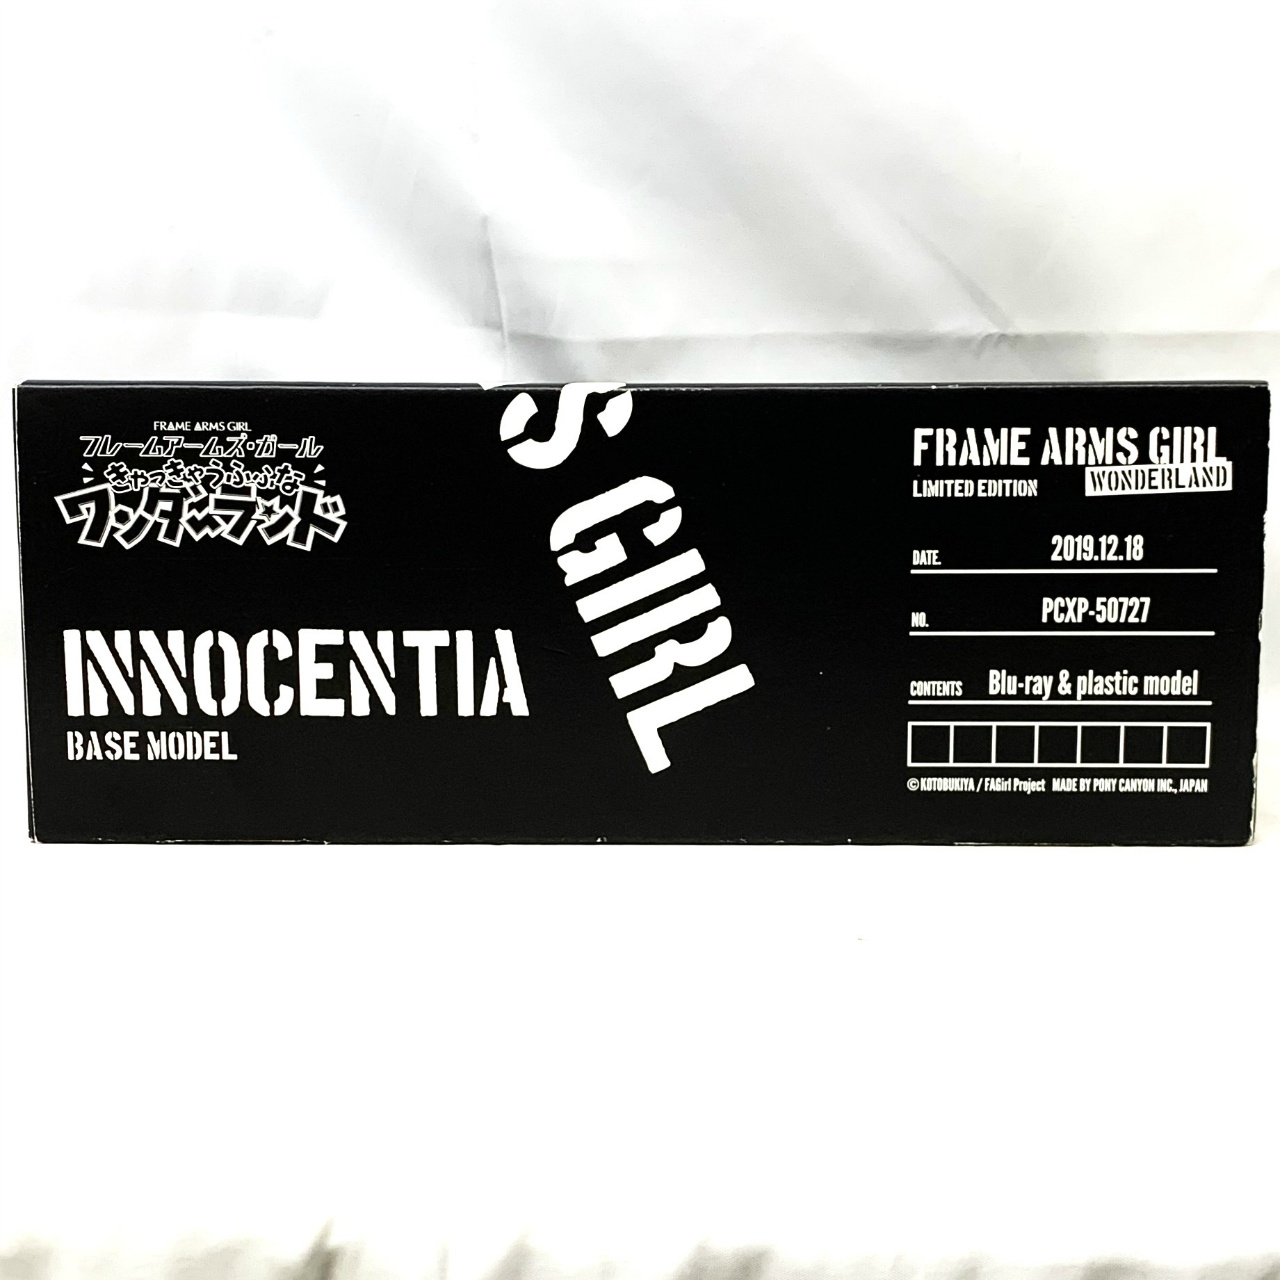 FRAME ARMS GIRL
フレームアームズ・ガール
きゃっきゃうふふな
ワンダーランド
INNOCENTIA
BASE MODEL
S GIRL
FRAME ARMS GIRL
WONDERLAND
LIMITED EDITION
DATE. 2019.12.18
NO. PCXP-50727
CONTENTS Blu-ray & plastic model
© KOTOBUKIYA / FAGirl Project MADE BY PONY CANYON INC., JAPAN